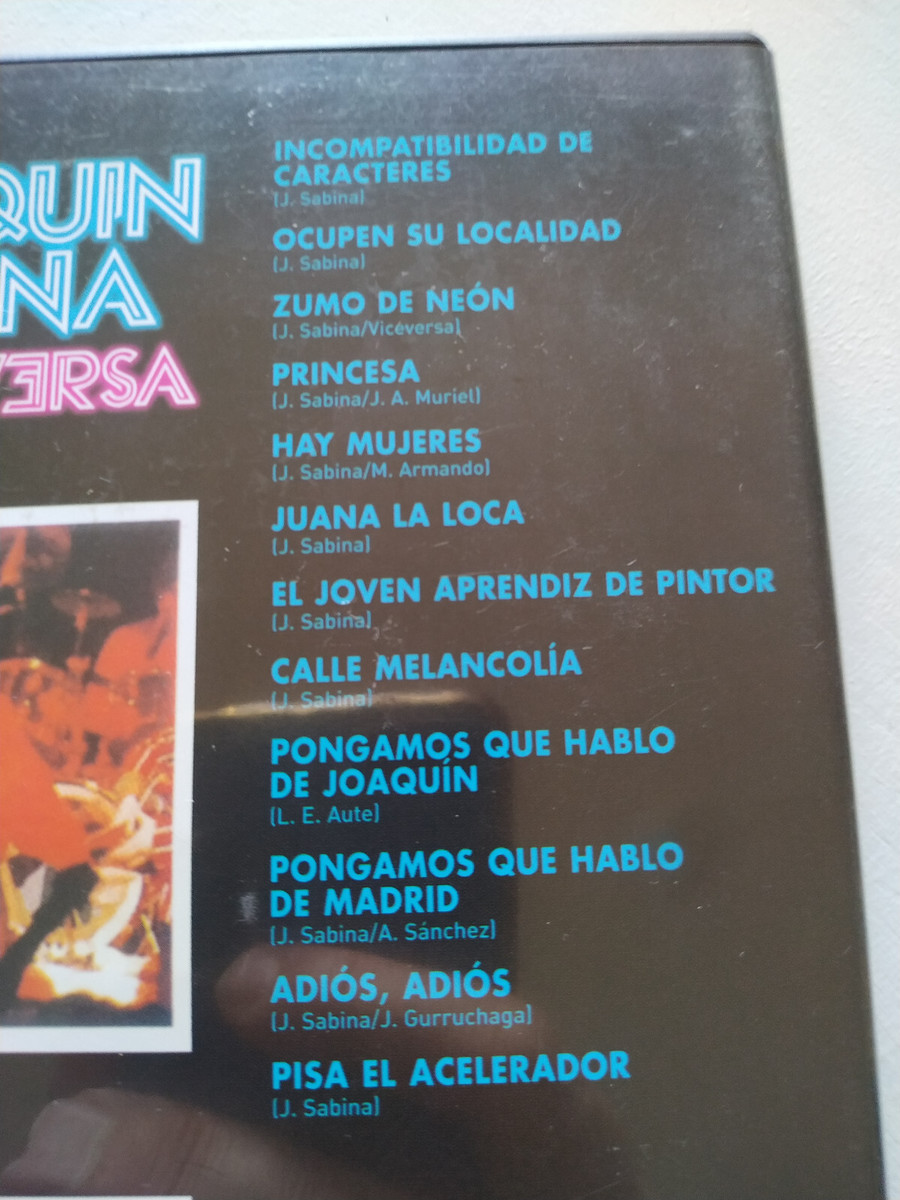 QUIN
NA
VERSA
INCOMPATIBILIDAD DE
CARACTERES
(J. Sabina)
OCUPEN SU LOCALIDAD
(J. Sabina)
ZUMO DE NEÓN
(J. Sabina/Viceversa)
PRINCESA
(J. Sabina/J. A. Muriel)
HAY MUJERES
(J. Sabina/M. Armando)
JUANA LA LOCA
(J. Sabina)
EL JOVEN APRENDIZ DE PINTOR
(J. Sabina)
CALLE MELANCOLÍA
(J. Sabina)
PONGAMOS QUE HABLO
DE JOAQUÍN
(L. E. Aute)
PONGAMOS QUE HABLO
DE MADRID
(J. Sabina/A. Sánchez)
ADIÓS, ADIÓS
(J. Sabina/J. Gurruchaga)
PISA EL ACELERADOR
(J. Sabina)